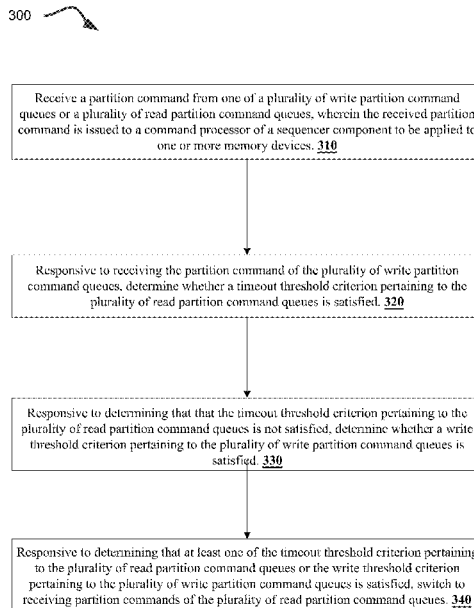 300
Receive a partition command from one of a plurality of write partition command
queues or a plurality of read partition command queues, wherein the received partition
command is issued to a command processor of a sequencer component to be applied to
one or more memory devices. 310
Responsive to receiving the partition command of the plurality of write partition
command queues, determine whether a timeout threshold criterion pertaining to the
plurality of read partition command queues is satisfied. 320
Responsive to determining that that the timeout threshold criterion pertaining to the
plurality of read partition command queues is not satisfied, determine whether a write
threshold criterion pertaining to the plurality of write partition command queues is
satisfied. 330
Responsive to determining that at least one of the timeout threshold criterion pertaining
to the plurality of read partition command queues or the write threshold criterion
pertaining to the plurality of write partition command queues is satisfied, switch to
receiving partition commands of the plurality of read partition command queues. 340